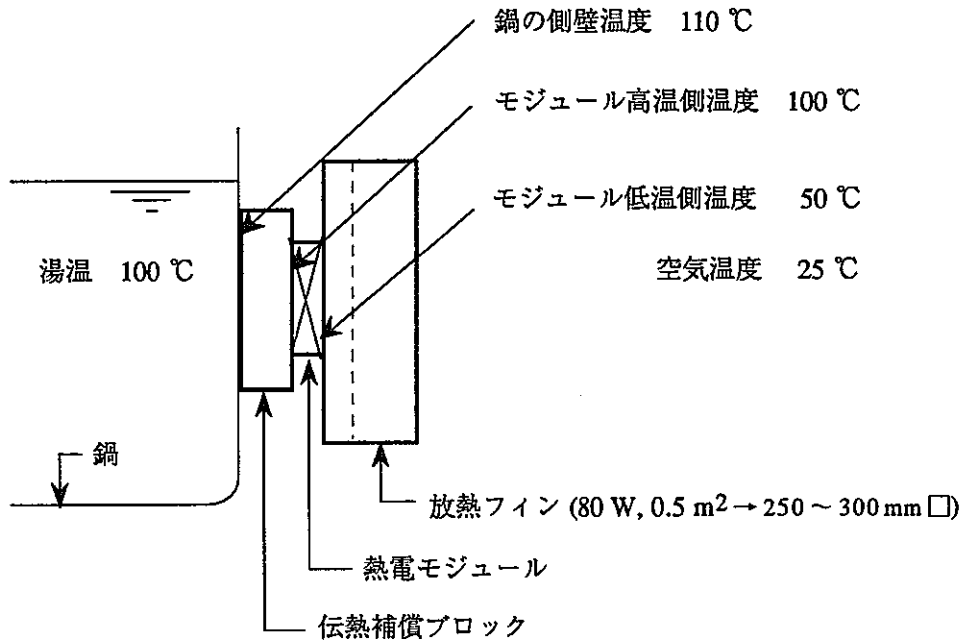 鍋の側壁温度 110 ℃
モジュール高温側温度 100 ℃
モジュール低温側温度 50 ℃
湯温 100 ℃
空気温度 25 ℃
鍋
放熱フィン (80 W, 0.5 m² → 250 ~ 300 mm □)
熱電モジュール
伝熱補償ブロック